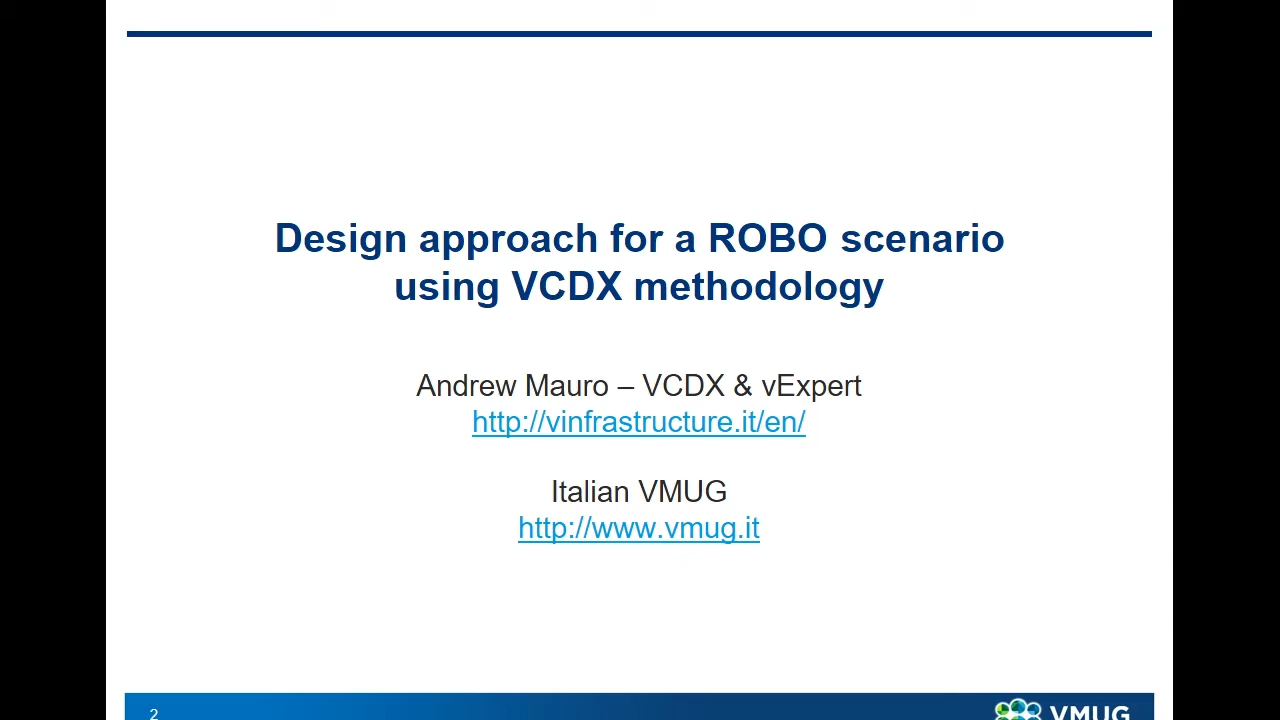 Design approach for a ROBO scenario
using VCDX methodology
Andrew Mauro – VCDX & vExpert
http://vinfrastructure.it/en/
Italian VMUG
http://www.vmug.it
2
VMUG